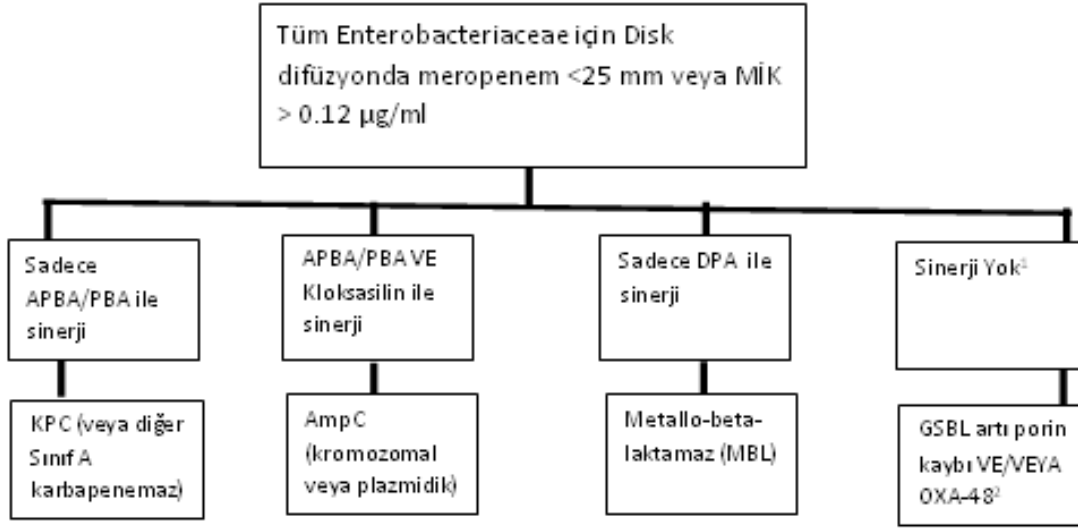 Tüm Enterobacteriaceae için Disk
difüzyonda meropenem <25 mm veya MİK
> 0.12 µg/ml
Sadece
APBA/PBA ile
sinerji
APBA/PBA VE
Kloksasilin ile
sinerji
Sadece DPA ile
sinerji
Sinerji Yok¹
KPC (veya diğer
Sınıf A
karbapenemaz)
AmpC
(kromozomal
veya plazmidik)
Metallo-beta-
laktamaz (MBL)
GSBL artı porin
kaybı VE/VEYA
OXA-48²